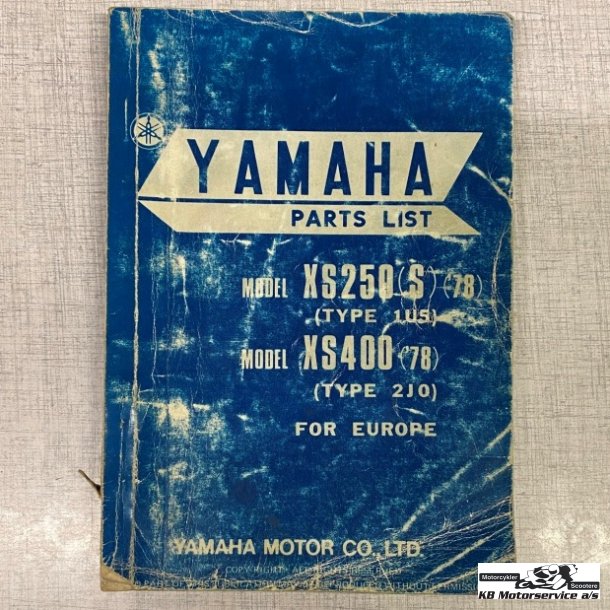 YAMAHA
PARTS LIST
MODEL XS250(S)('78)
(TYPE 1US)
MODEL XS400('78)
(TYPE 2J0)
FOR EUROPE
YAMAHA MOTOR CO., LTD.
Motorcykler Scootere
KB Motorservice a/s